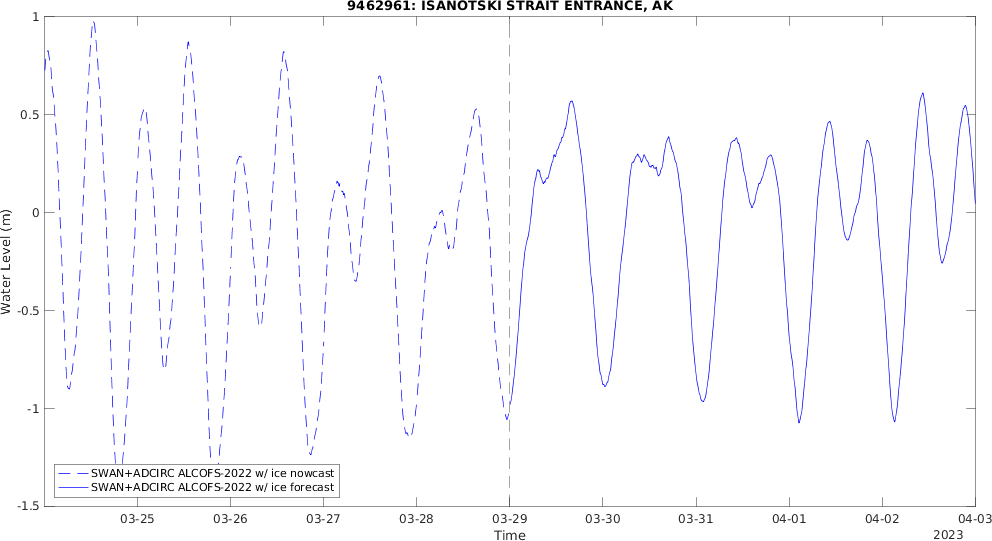 9462961: ISANOTSKI STRAIT ENTRANCE, AK
1
0.5
0
-0.5
-1
-1.5
Water Level (m)
SWAN+ADCIRC ALCOFS-2022 w/ ice nowcast
SWAN+ADCIRC ALCOFS-2022 w/ ice forecast
03-25 03-26 03-27 03-28 03-29 03-30 03-31 04-01 04-02 04-03
Time
2023